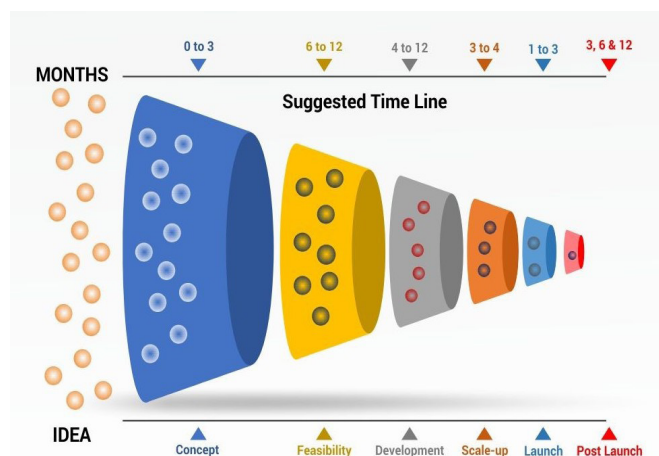 0 to 3
6 to 12
4 to 12
3 to 4
1 to 3
3, 6 & 12
MONTHS
Suggested Time Line
IDEA
Concept
Feasibility
Development
Scale-up
Launch
Post Launch